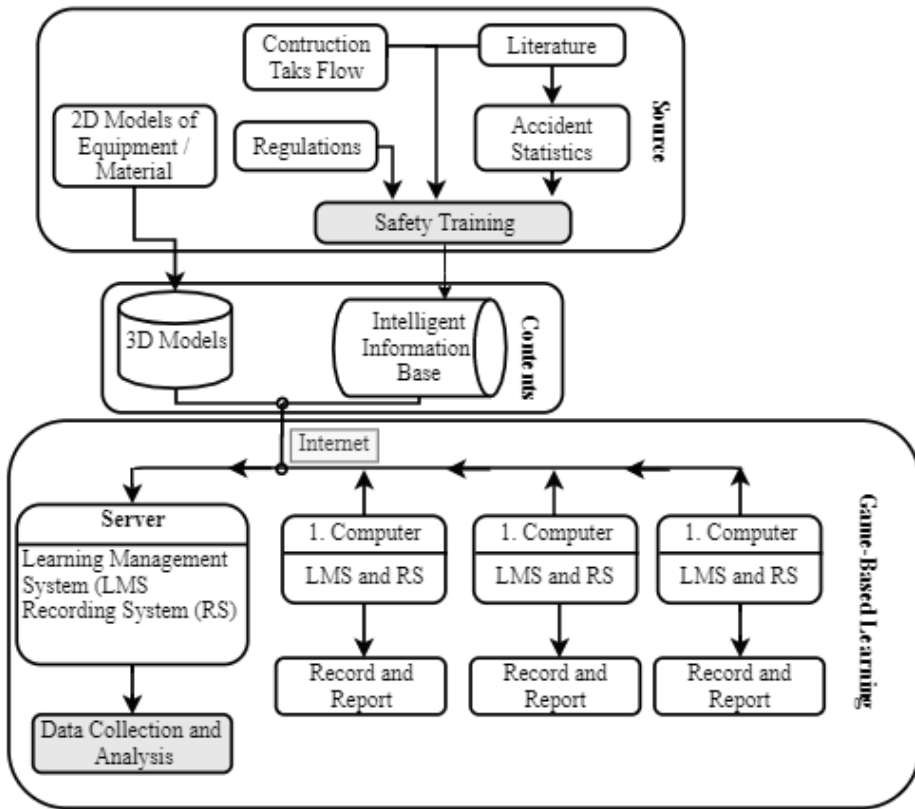 Contruction
Taks Flow
Literature
2D Models of
Equipment /
Material
Regulations
Accident
Statistics
Safety Training
Source
3D Models
Intelligent
Information
Base
Contents
Internet
Server
Learning Management
System (LMS
Recording System (RS)
Data Collection and
Analysis
1. Computer
LMS and RS
Record and
Report
1. Computer
LMS and RS
Record and
Report
1. Computer
LMS and RS
Record and
Report
Game-Based Learning